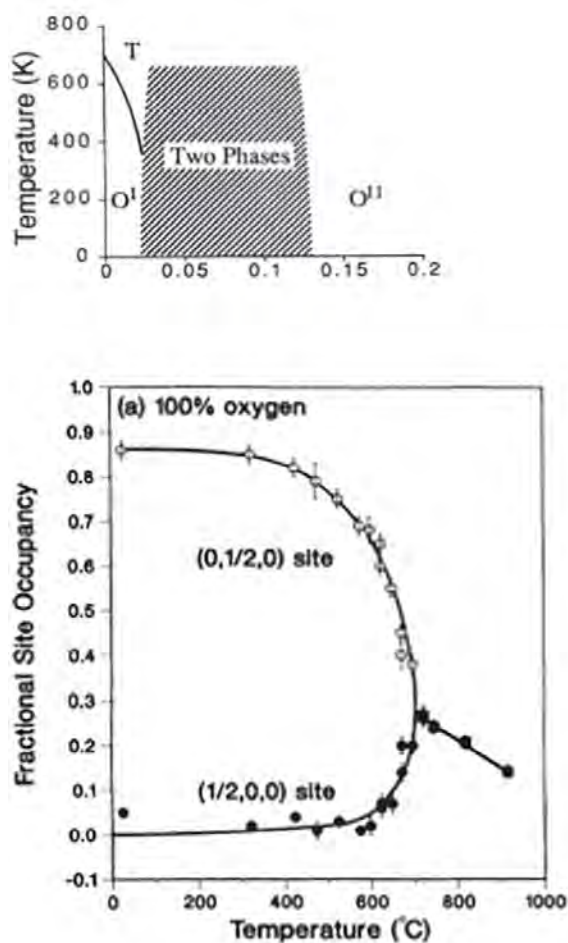 800
T
600
400
Two Phases
200
O^I
O^II
0
0
0.05
0.1
0.15
0.2
Temperature (K)
1.0
(a) 100% oxygen
0.9
0.8
0.7
0.6
(0,1/2,0) site
0.5
0.4
0.3
0.2
(1/2,0,0) site
0.1
0.0
-0.1
0
200
400
600
800
1000
Fractional Site Occupancy
Temperature (°C)